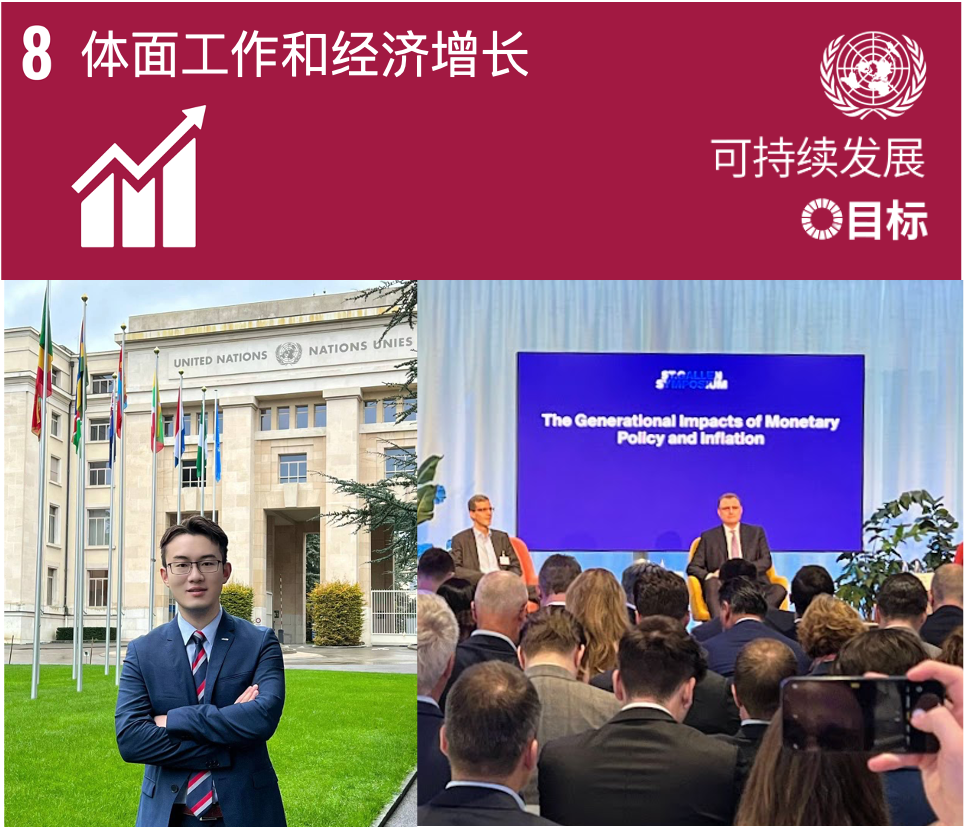 8 体面工作和经济增长
可持续发展
目标
UNITED NATIONS NATIONS UNIES
ST.GALLEN
SYMPOSIUM
The Generational Impacts of Monetary
Policy and Inflation